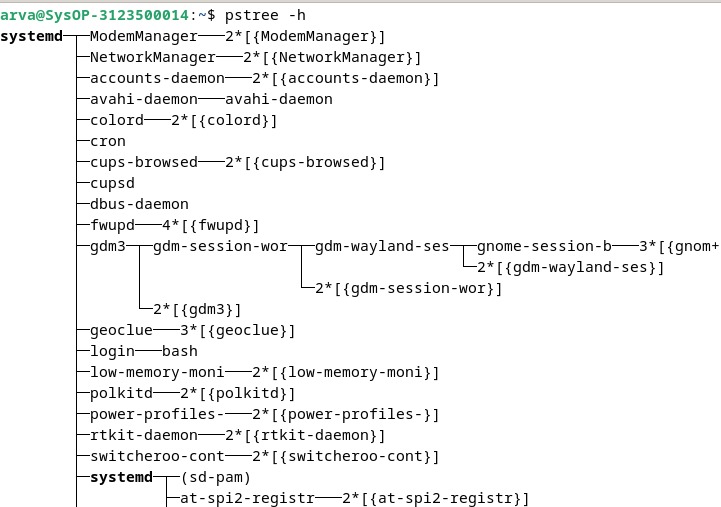 arva@SysOP-3123500014:~$ pstree -h
systemd─┬─ModemManager───2*[{ModemManager}]
        ├─NetworkManager───2*[{NetworkManager}]
        ├─accounts-daemon───2*[{accounts-daemon}]
        ├─avahi-daemon───avahi-daemon
        ├─colord───2*[{colord}]
        ├─cron
        ├─cups-browsed───2*[{cups-browsed}]
        ├─cupsd
        ├─dbus-daemon
        ├─fwupd───4*[{fwupd}]
        ├─gdm3─┬─gdm-session-wor─┬─gdm-wayland-ses─┬─gnome-session-b───3*[{gnom+
        │      │                 │                 └─2*[{gdm-wayland-ses}]
        │      │                 └─2*[{gdm-session-wor}]
        │      └─2*[{gdm3}]
        ├─geoclue───3*[{geoclue}]
        ├─login───bash
        ├─low-memory-moni───2*[{low-memory-moni}]
        ├─polkitd───2*[{polkitd}]
        ├─power-profiles-───2*[{power-profiles-}]
        ├─rtkit-daemon───2*[{rtkit-daemon}]
        ├─switcheroo-cont───2*[{switcheroo-cont}]
        ├─systemd─┬─(sd-pam)
        │         ├─at-spi2-registr───2*[{at-spi2-registr}]